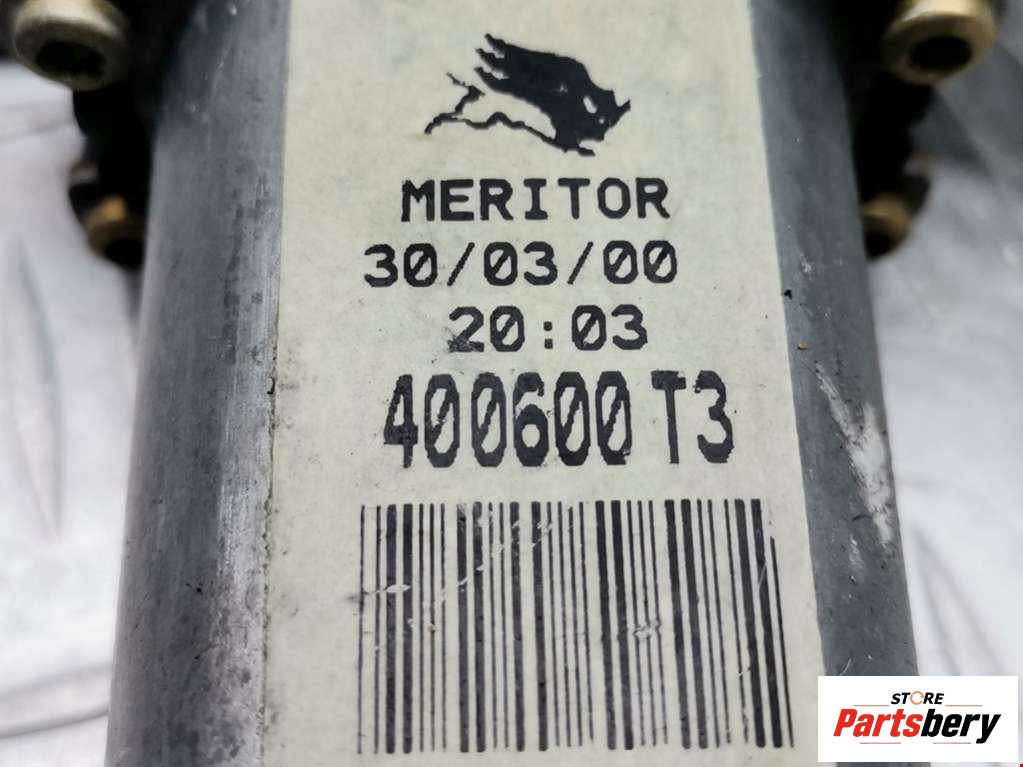 MERITOR
30/03/00
20:03
400600 T3
STORE
Partsbery